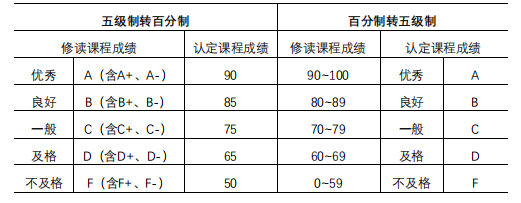 五级制转百分制 百分制转五级制
修读课程成绩 认定课程成绩 修读课程成绩 认定课程成绩
优秀 A（含A+、A-） 90 90~100 优秀 A
良好 B（含B+、B-） 85 80~89 良好 B
一般 C（含C+、C-） 75 70~79 一般 C
及格 D（含D+、D-） 65 60~69 及格 D
不及格 F（含F+、F-） 50 0~59 不及格 F